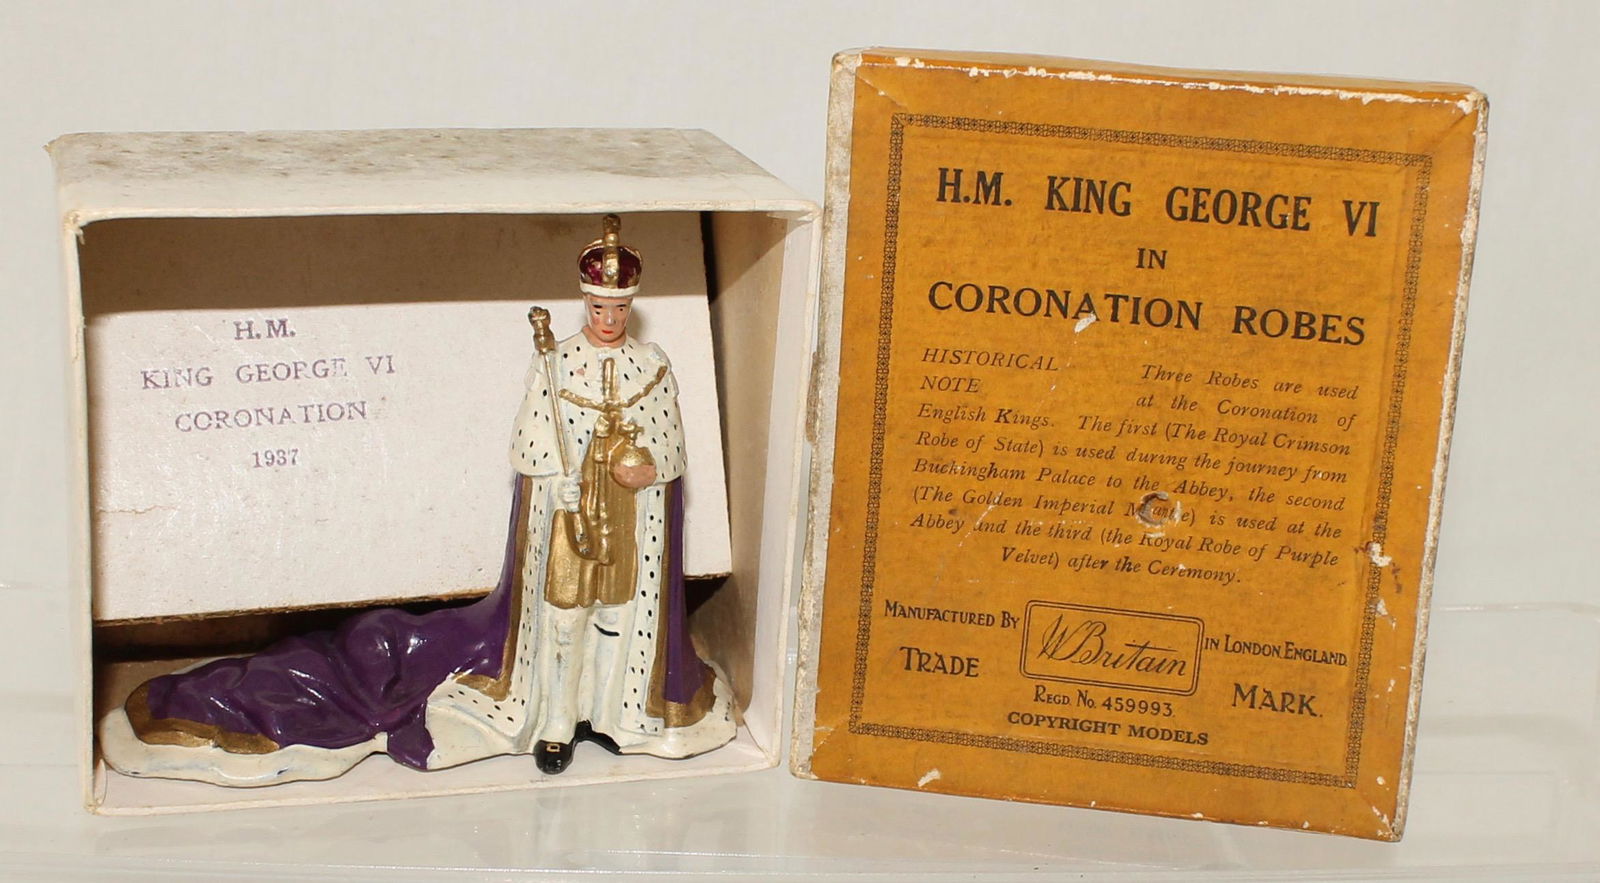 H.M.
KING GEORGE VI
CORONATION
1937
H.M. KING GEORGE VI
IN
CORONATION ROBES
HISTORICAL NOTE Three Robes are used
at the Coronation of
English Kings. The first (The Royal Crimson
Robe of State) is used during the journey from
Buckingham Palace to the Abbey, the second
(The Golden Imperial Mantle) is used at the
Abbey and the third (the Royal Robe of Purple
Velvet) after the Ceremony.
MANUFACTURED BY WBritain IN LONDON.ENGLAND
TRADE MARK.
REGD. No. 459993.
COPYRIGHT MODELS